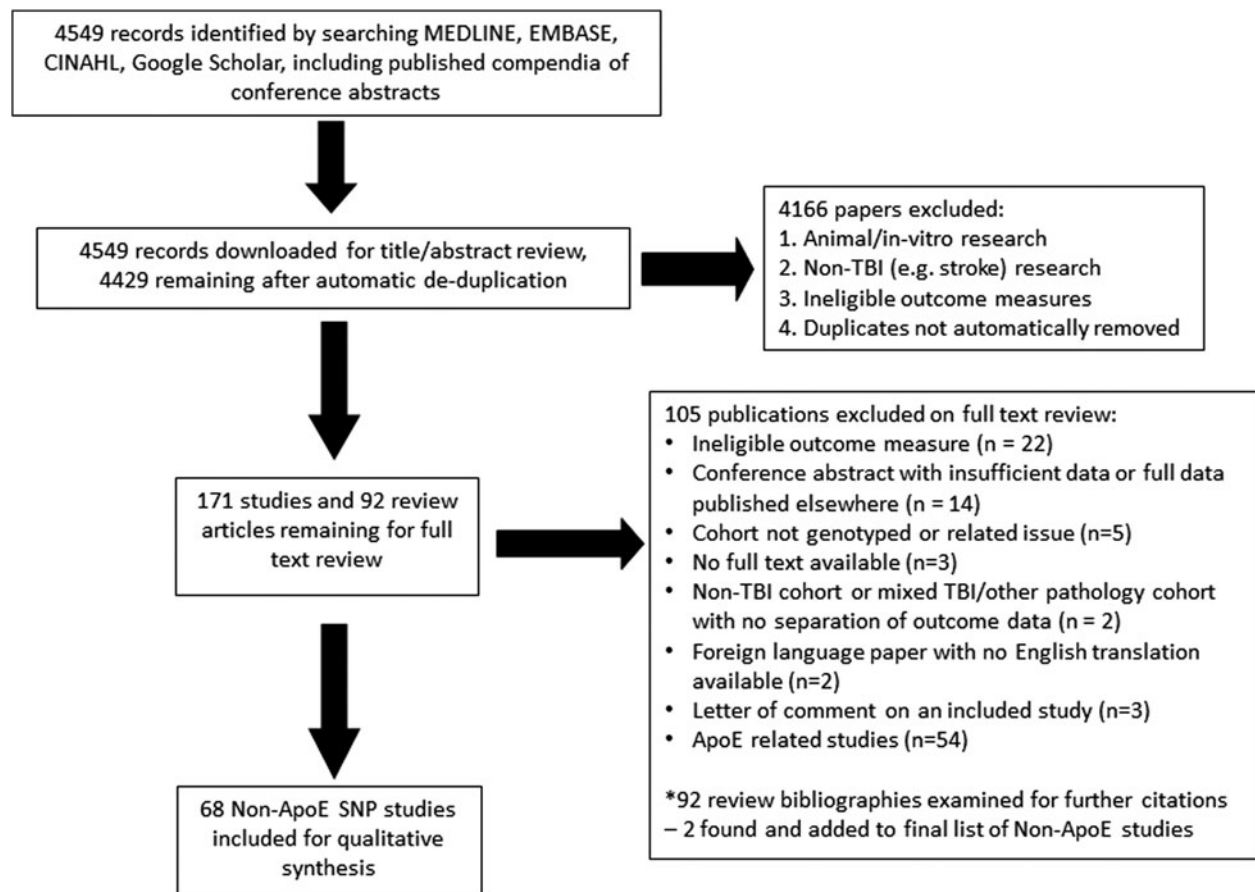 4549 records identified by searching MEDLINE, EMBASE,
CINAHL, Google Scholar, including published compendia of
conference abstracts
4549 records downloaded for title/abstract review,
4429 remaining after automatic de-duplication
4166 papers excluded:
1. Animal/in-vitro research
2. Non-TBI (e.g. stroke) research
3. Ineligible outcome measures
4. Duplicates not automatically removed
171 studies and 92 review
articles remaining for full
text review
105 publications excluded on full text review:
• Ineligible outcome measure (n = 22)
• Conference abstract with insufficient data or full data
published elsewhere (n = 14)
• Cohort not genotyped or related issue (n=5)
• No full text available (n=3)
• Non-TBI cohort or mixed TBI/other pathology cohort
with no separation of outcome data (n = 2)
• Foreign language paper with no English translation
available (n=2)
• Letter of comment on an included study (n=3)
• ApoE related studies (n=54)
*92 review bibliographies examined for further citations
– 2 found and added to final list of Non-ApoE studies
68 Non-ApoE SNP studies
included for qualitative
synthesis